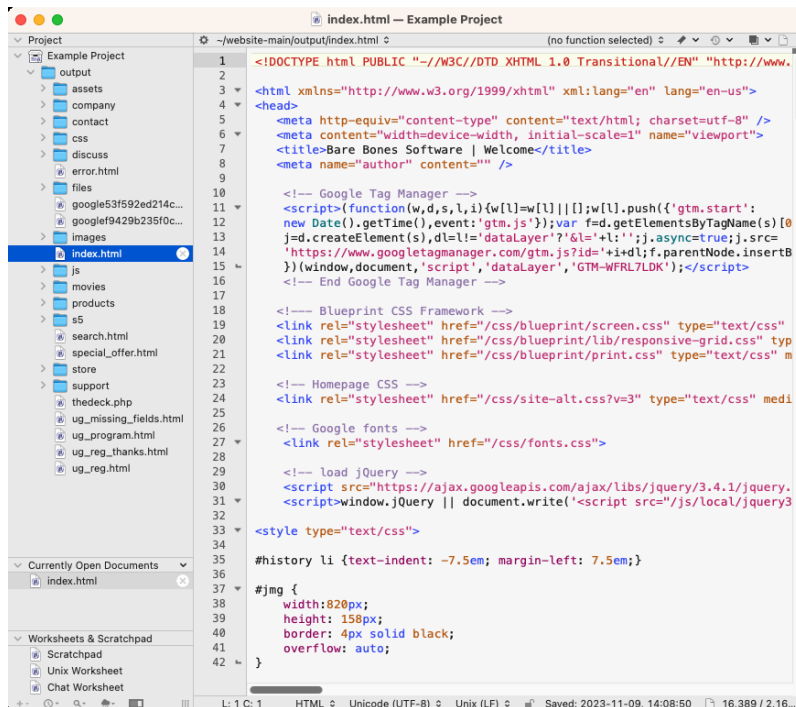 index.html — Example Project
Project
~/website-main/output/index.html
(no function selected)
Example Project
output
assets
company
contact
css
discuss
error.html
files
google53f592ed214c...
googlef9429b235f0c...
images
index.html
js
movies
products
s5
search.html
special_offer.html
store
support
thedeck.php
ug_missing_fields.html
ug_program.html
ug_reg_thanks.html
ug_reg.html
Currently Open Documents
index.html
Worksheets & Scratchpad
Scratchpad
Unix Worksheet
Chat Worksheet
1 <!DOCTYPE html PUBLIC "-//W3C//DTD XHTML 1.0 Transitional//EN" "http://www.
2
3 <html xmlns="http://www.w3.org/1999/xhtml" xml:lang="en" lang="en-us">
4 <head>
5 <meta http-equiv="content-type" content="text/html; charset=utf-8" />
6 <meta content="width=device-width, initial-scale=1" name="viewport">
7 <title>Bare Bones Software | Welcome</title>
8 <meta name="author" content="" />
9
10 <!-- Google Tag Manager -->
11 <script>(function(w,d,s,l,i){w[l]=w[l]||[];w[l].push({'gtm.start':
12 new Date().getTime(),event:'gtm.js'});var f=d.getElementsByTagName(s)[0
13 j=d.createElement(s),dl=l!='dataLayer'?'&l='+l:'';j.async=true;j.src=
14 'https://www.googletagmanager.com/gtm.js?id='+i+dl;f.parentNode.insertB
15 })(window,document,'script','dataLayer','GTM-WFRL7LDK');</script>
16 <!-- End Google Tag Manager -->
17
18 <!--- Blueprint CSS Framework -->
19 <link rel="stylesheet" href="/css/blueprint/screen.css" type="text/css"
20 <link rel="stylesheet" href="/css/blueprint/lib/responsive-grid.css" typ
21 <link rel="stylesheet" href="/css/blueprint/print.css" type="text/css" m
22
23 <!-- Homepage CSS -->
24 <link rel="stylesheet" href="/css/site-alt.css?v=3" type="text/css" medi
25
26 <!-- Google fonts -->
27 <link rel="stylesheet" href="/css/fonts.css">
28
29 <!-- load jQuery -->
30 <script src="https://ajax.googleapis.com/ajax/libs/jquery/3.4.1/jquery.
31 <script>window.jQuery || document.write('<script src="/js/local/jquery3
32
33 <style type="text/css">
34
35 #history li {text-indent: -7.5em; margin-left: 7.5em;}
36
37 #jmg {
38 width:820px;
39 height: 158px;
40 border: 4px solid black;
41 overflow: auto;
42 }
L: 1 C: 1 HTML Unicode (UTF-8) Unix (LF) Saved: 2023-11-09, 14:08:50 16,389 / 2,16...